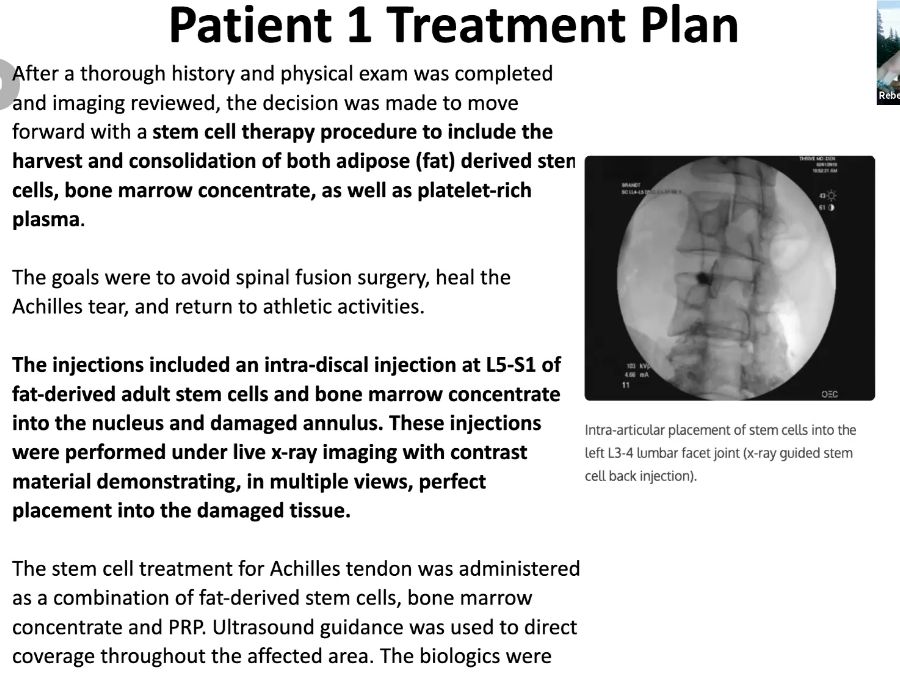 Patient 1 Treatment Plan
After a thorough history and physical exam was completed
and imaging reviewed, the decision was made to move
forward with a stem cell therapy procedure to include the
harvest and consolidation of both adipose (fat) derived stem
cells, bone marrow concentrate, as well as platelet-rich
plasma.
The goals were to avoid spinal fusion surgery, heal the
Achilles tear, and return to athletic activities.
The injections included an intra-discal injection at L5-S1 of
fat-derived adult stem cells and bone marrow concentrate
into the nucleus and damaged annulus. These injections
were performed under live x-ray imaging with contrast
material demonstrating, in multiple views, perfect
placement into the damaged tissue.
The stem cell treatment for Achilles tendon was administered
as a combination of fat-derived stem cells, bone marrow
concentrate and PRP. Ultrasound guidance was used to direct
coverage throughout the affected area. The biologics were
Rebe
BRANDT
43
61
103 kVp
4.66 mA
11
OEC
Intra-articular placement of stem cells into the
left L3-4 lumbar facet joint (x-ray guided stem
cell back injection).